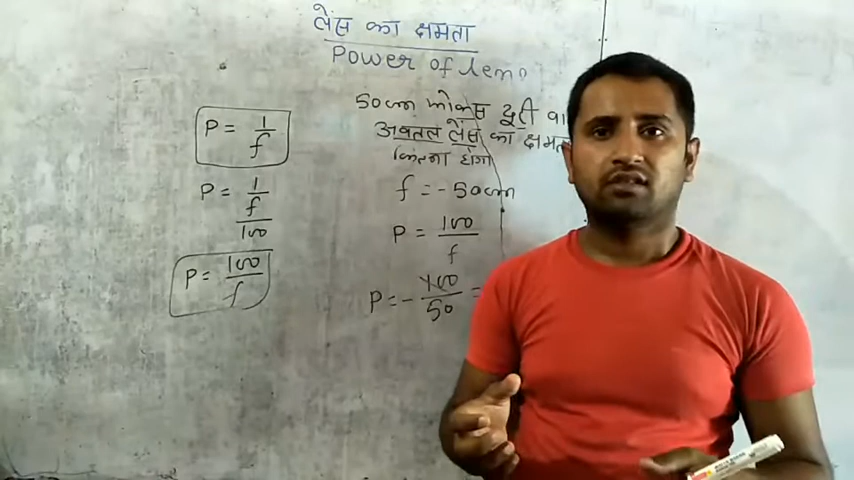 लेंस का क्षमता
Power of lens
P = 1/f
P = 1/f/100
P = 100/f
50cm फोकस दूरी वा
अवतल लेंस का क्षमत
कितना होगा
f = -50cm
P = 100/f
P = - 100/50 =